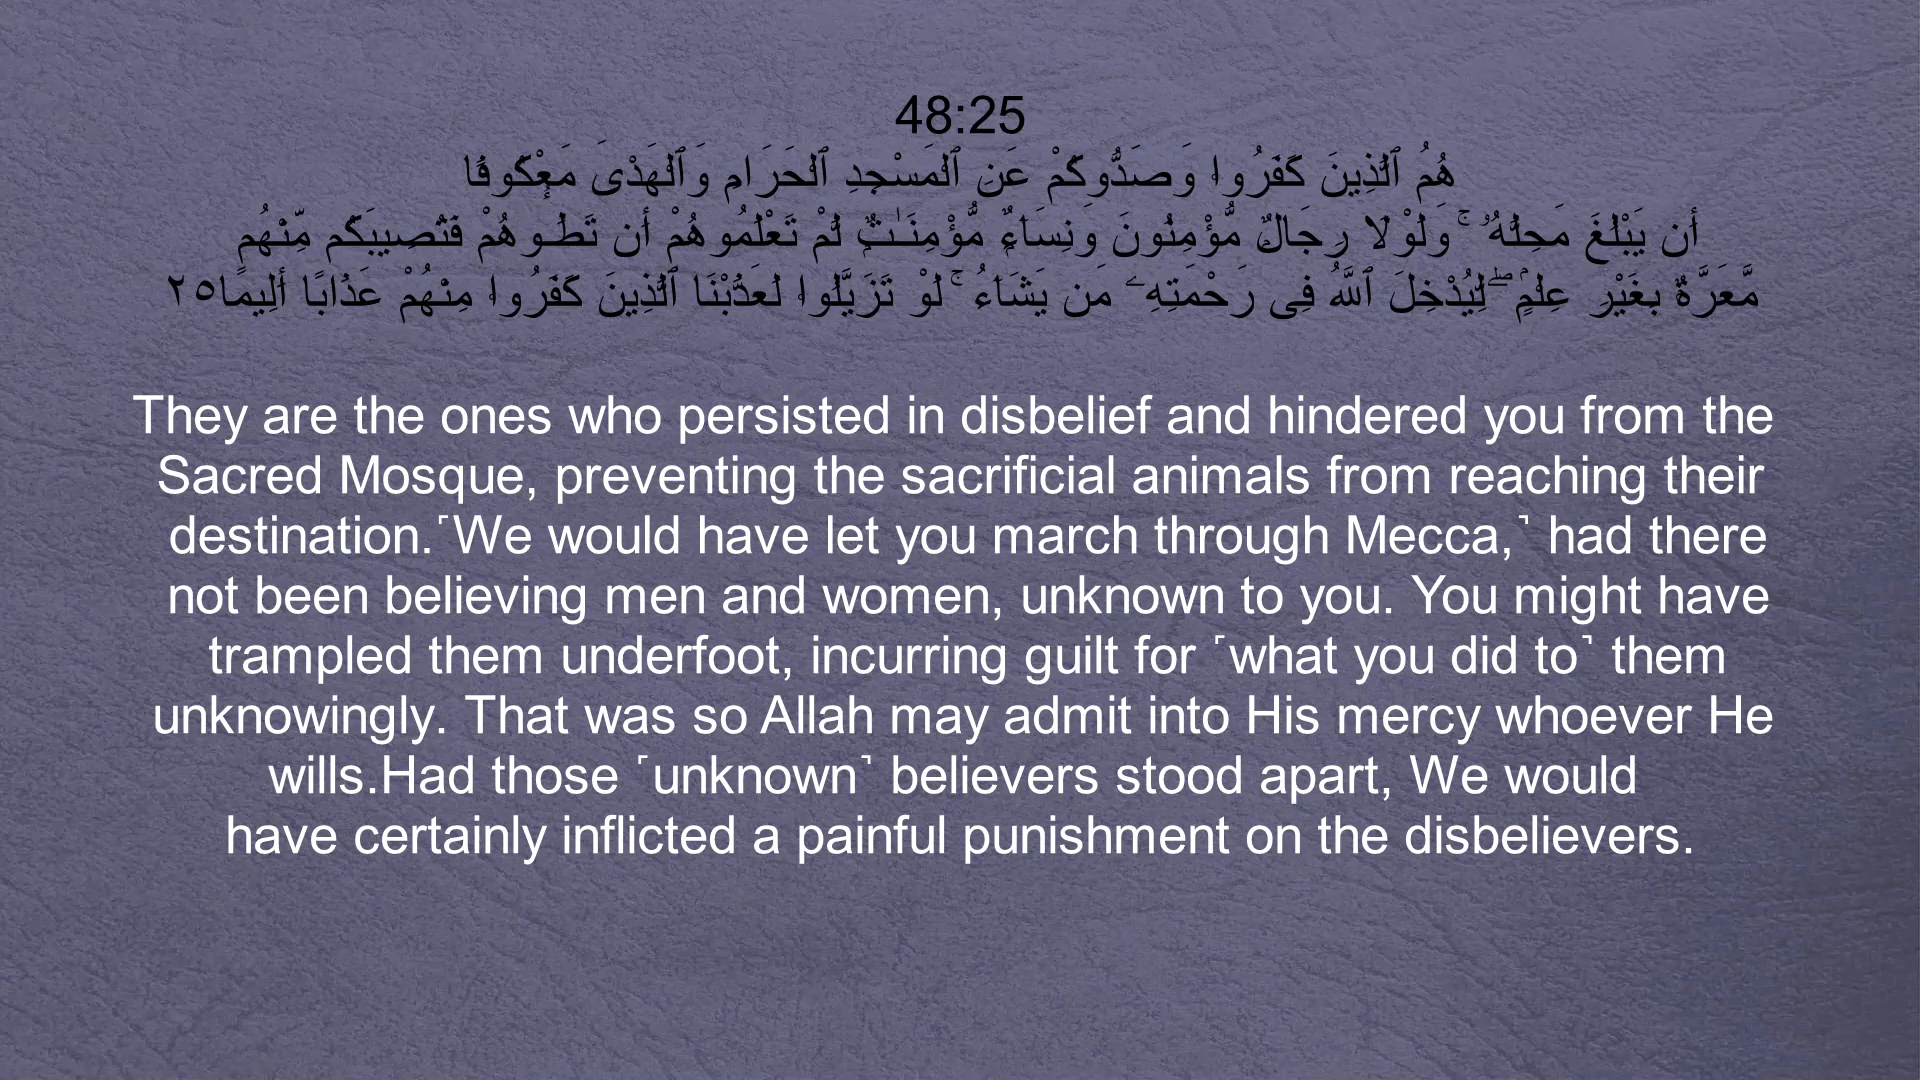 48:25
هُمُ ٱلَّذِينَ كَفَرُوا۟ وَصَدُّوكُمْ عَنِ ٱلْمَسْجِدِ ٱلْحَرَامِ وَٱلْهَدْىَ مَعْكُوفًا
أَن يَبْلُغَ مَحِلَّهُۥ ۚ وَلَوْلَا رِجَالٌ مُّؤْمِنُونَ وَنِسَآءٌ مُّؤْمِنَـٰتٌ لَّمْ تَعْلَمُوهُمْ أَن تَطَـُٔوهُمْ فَتُصِيبَكُم مِّنْهُم
مَّعَرَّةٌۢ بِغَيْرِ عِلْمٍۢ ۖ لِّيُدْخِلَ ٱللَّهُ فِى رَحْمَتِهِۦ مَن يَشَآءُ ۚ لَوْ تَزَيَّلُوا۟ لَعَذَّبْنَا ٱلَّذِينَ كَفَرُوا۟ مِنْهُمْ عَذَابًا أَلِيمًا٢٥
They are the ones who persisted in disbelief and hindered you from the
Sacred Mosque, preventing the sacrificial animals from reaching their
destination.˹We would have let you march through Mecca,˺ had there
not been believing men and women, unknown to you. You might have
trampled them underfoot, incurring guilt for ˹what you did to˺ them
unknowingly. That was so Allah may admit into His mercy whoever He
wills.Had those ˹unknown˺ believers stood apart, We would
have certainly inflicted a painful punishment on the disbelievers.